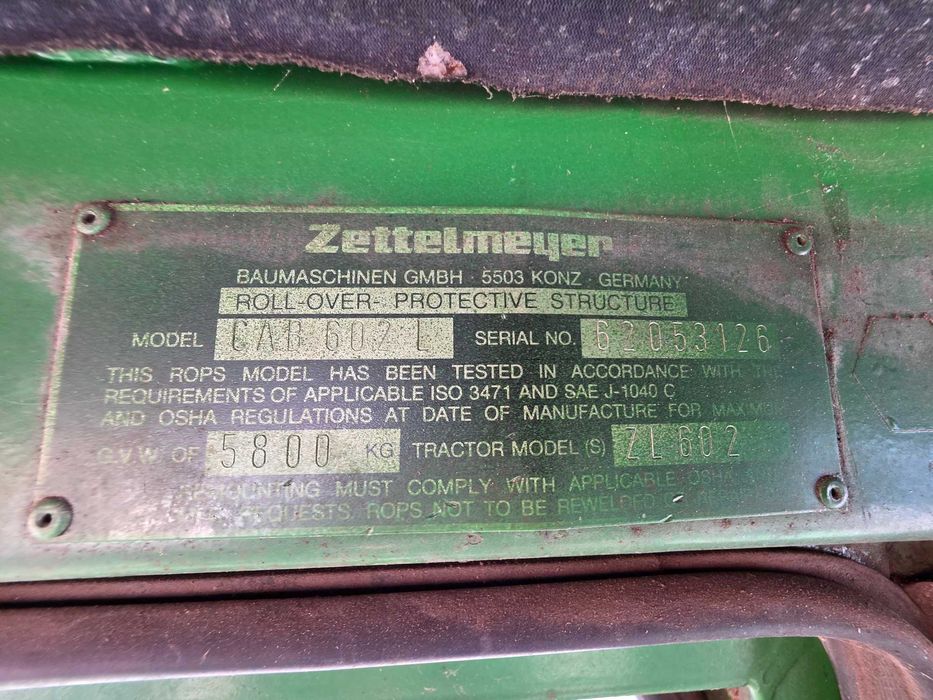 Zettelmeyer
BAUMASCHINEN GMBH · 5503 KONZ · GERMANY
ROLL-OVER- PROTECTIVE STRUCTURE
MODEL CAB 602 L SERIAL NO. 62053126
THIS ROPS MODEL HAS BEEN TESTED IN ACCORDANCE WITH THE
REQUIREMENTS OF APPLICABLE ISO 3471 AND SAE J-1040 C
AND OSHA REGULATIONS AT DATE OF MANUFACTURE FOR
G.V.W. OF 5800 KG TRACTOR MODEL (S) ZL 602
REMOUNTING MUST COMPLY WITH APPLICABLE OSHA
REQUESTS. ROPS NOT TO BE REWELDED